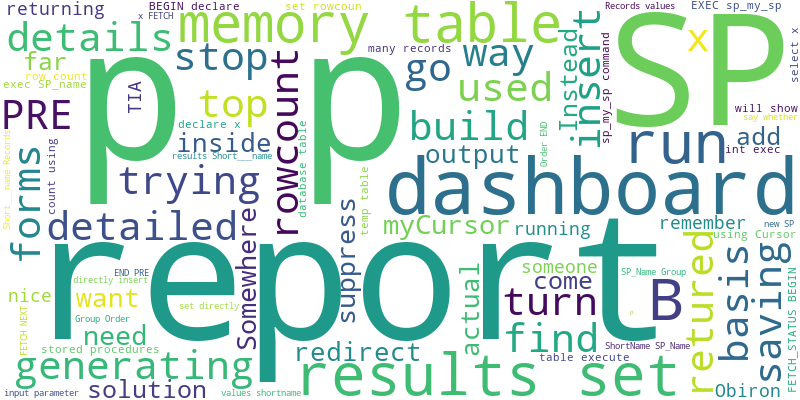 returning
BEGIN declare
x FETCH
set rowcoun
Records values
EXEC sp_my_sp
details
memory table
stop
far
exec SP_name
row count
many records
go
way
Instead
insert
SP
x
select x
p p
PRE
TIA
top
used
build
sp_my_sp command
will show
say whether
declare x
inside
rowcount
output
run
add
int exec
results Short___name
database table
Order END
Short__name Records
count using
forms
trying
detailed
Somewhere
suppress
temp table
dashboard
myCursor
running
remember
new SP
using Cursor
report
END PRE
directly insert
nice
want
set directly
Group Order
need
FETCH NEXT
stored procedures
generating
input parameter
solution
values shortname
redirect
actual
someone
come
turn
find
SP_Name Group
B
P
ShortName SP_Name
table execute
results set
retured
basis
saving
Obiron
FETCH_STATUS BEGIN